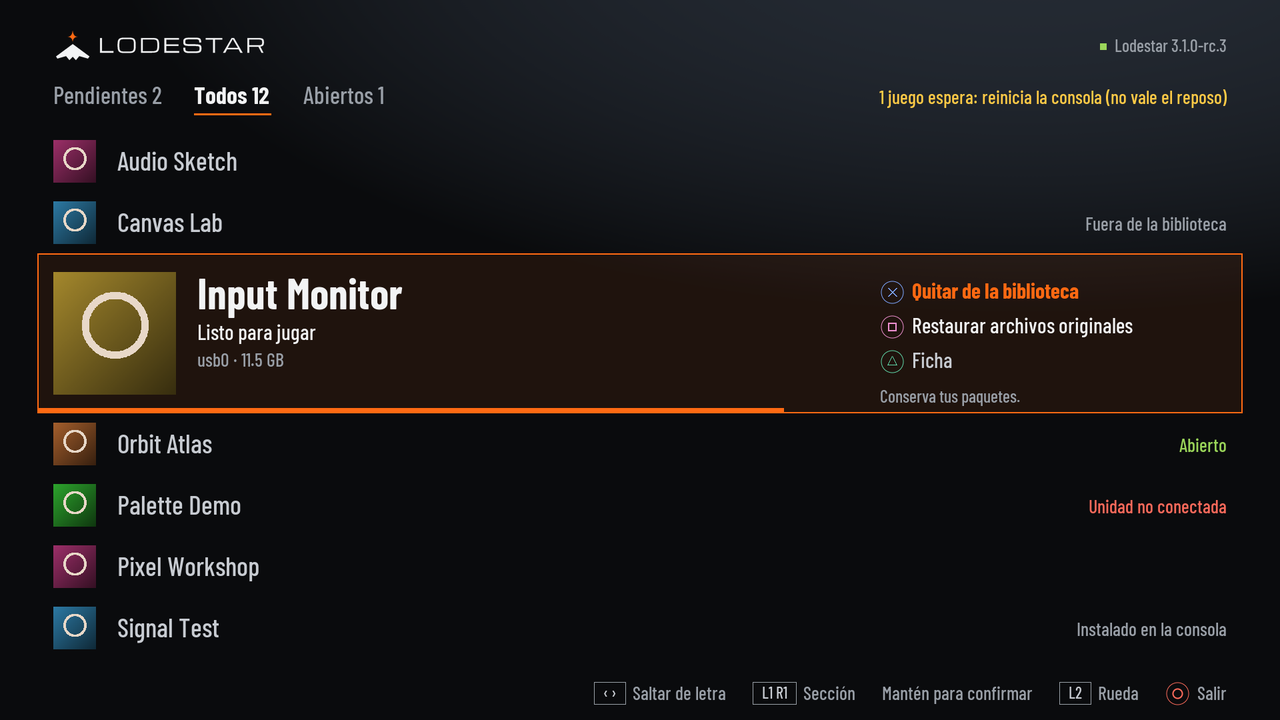 LODESTAR
Lodestar 3.1.0-rc.3
Pendientes 2
Todos 12
Abiertos 1
1 juego espera: reinicia la consola (no vale el reposo)
Audio Sketch
Canvas Lab
Fuera de la biblioteca
Input Monitor
Listo para jugar
usb0 · 11.5 GB
Quitar de la biblioteca
Restaurar archivos originales
Ficha
Conserva tus paquetes.
Orbit Atlas
Abierto
Palette Demo
Unidad no conectada
Pixel Workshop
Signal Test
Instalado en la consola
‹ › Saltar de letra
L1 R1 Sección
Mantén para confirmar
L2 Rueda
Salir